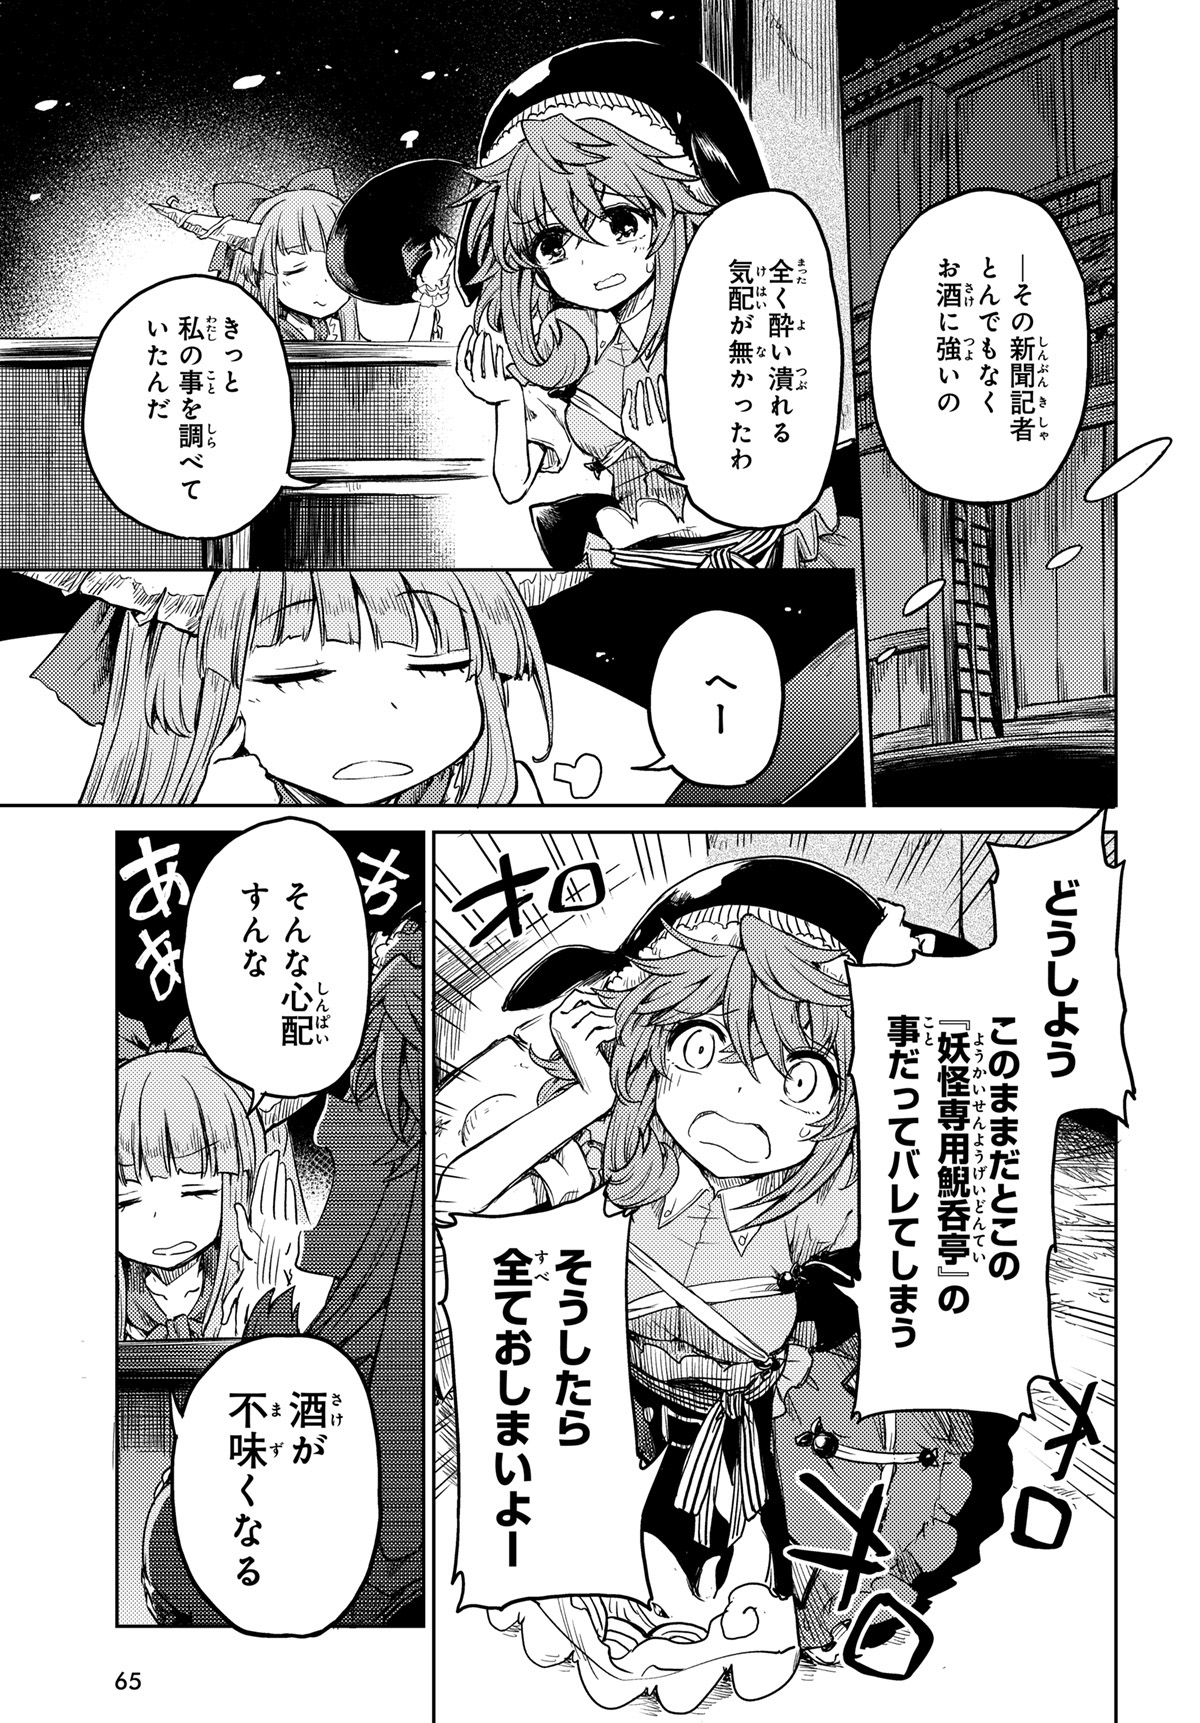 ―その新聞記者
とんでもなく
お酒に強いの
全く酔い潰れる
気配が無かったわ
きっと
私の事を調べて
いたんだ
へー
どうしよう
このままだとこの
『妖怪専用鯢呑亭』の
事だってバレてしまう
そうしたら
全ておしまいよー
オロ
オロ
オロ
あぁ
もう
そんな心配
すんな
酒が
不味くなる
65